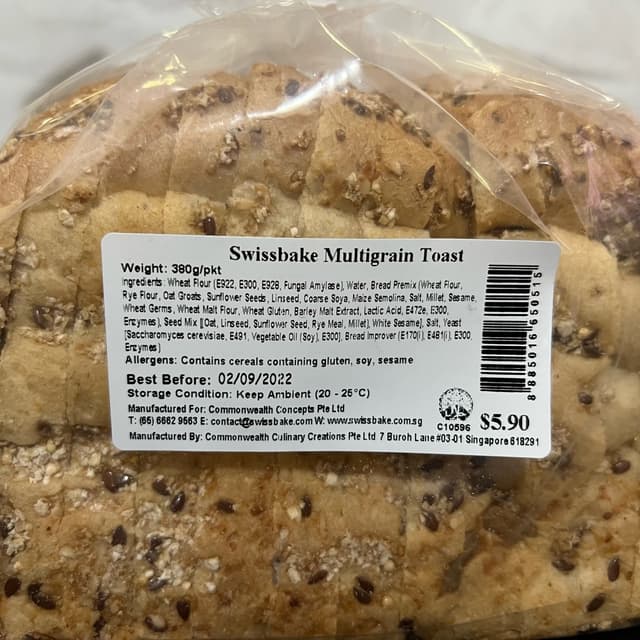 Swissbake Multigrain Toast
Weight: 380g/pkt
Ingredients: Wheat Flour (E922, E300, E928, Fungal Amylase), Water, Bread Premix (Wheat Flour,
Rye Flour, Oat Groats, Sunflower Seeds, Linseed, Coarse Soya, Maize Semolina, Salt, Millet, Sesame,
Wheat Germs, Wheat Malt Flour, Wheat Gluten, Barley Malt Extract, Lactic Acid, E472e, E300,
Enzymes), Seed Mix [Oat, Linseed, Sunflower Seed, Rye Meal, Millet], White Sesame], Salt, Yeast
[Saccharomyces cerevisiae, E491, Vegetable Oil (Soy), E300], Bread Improver (E170(i), E481(i), E300,
Enzymes)
Allergens: Contains cereals containing gluten, soy, sesame
Best Before: 02/09/2022
Storage Condition: Keep Ambient (20 - 25°C)
Manufactured For: Commonwealth Concepts Pte Ltd
T: (65) 6662 9563 E: contact@swissbake.com W: www.swissbake.com.sg
Manufactured By: Commonwealth Culinary Creations Pte Ltd 7 Buroh Lane #03-01 Singapore 618291
C10596
$5.90
8885016650515